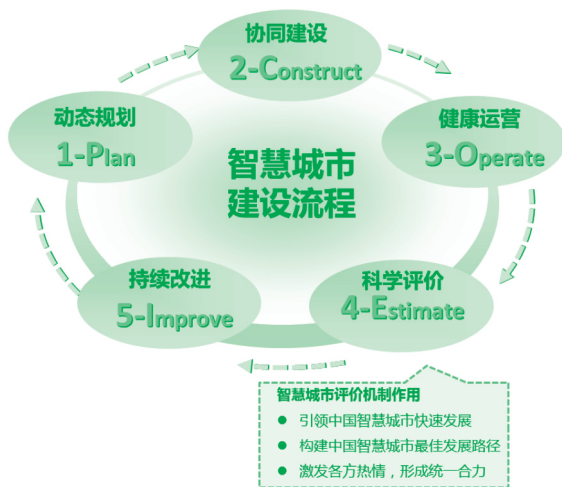 协同建设
2-Construct
动态规划
1-Plan
健康运营
3-Operate
智慧城市
建设流程
持续改进
5-Improve
科学评价
4-Estimate
智慧城市评价机制作用
● 引领中国智慧城市快速发展
● 构建中国智慧城市最佳发展路径
● 激发各方热情，形成统一合力